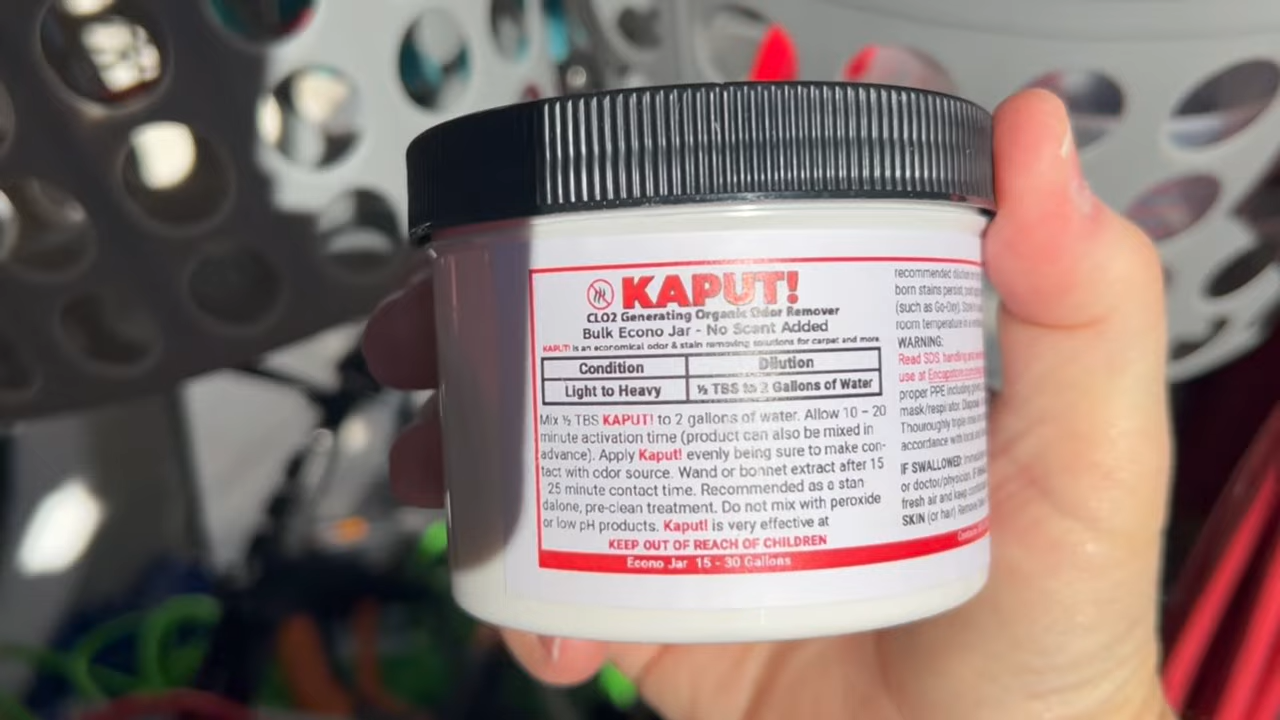 KAPUT!
CLO2 Generating Organic Odor Remover
Bulk Econo Jar - No Scent Added
KAPUT! is an economical odor & stain removing solutions for carpet and more.
Condition Dilution
Light to Heavy ½ TBS to 2 Gallons of Water
Mix ½ TBS KAPUT! to 2 gallons of water. Allow 10 – 20
minute activation time (product can also be mixed in
advance). Apply Kaput! evenly being sure to make con-
tact with odor source. Wand or bonnet extract after 15
25 minute contact time. Recommended as a stan
dalone, pre-clean treatment. Do not mix with peroxide
or low pH products. Kaput! is very effective at
KEEP OUT OF REACH OF CHILDREN
Econo Jar 15 - 30 Gallons
recommended
born stains persist,
(such as Go-Oxy).
room temperature
WARNING:
Read SDS, handling
use at
proper PPE including
mask/respirator.
Thouroughly triple
accordance with
IF SWALLOWED:
or doctor/physician.
fresh air and keep
SKIN (or hair)